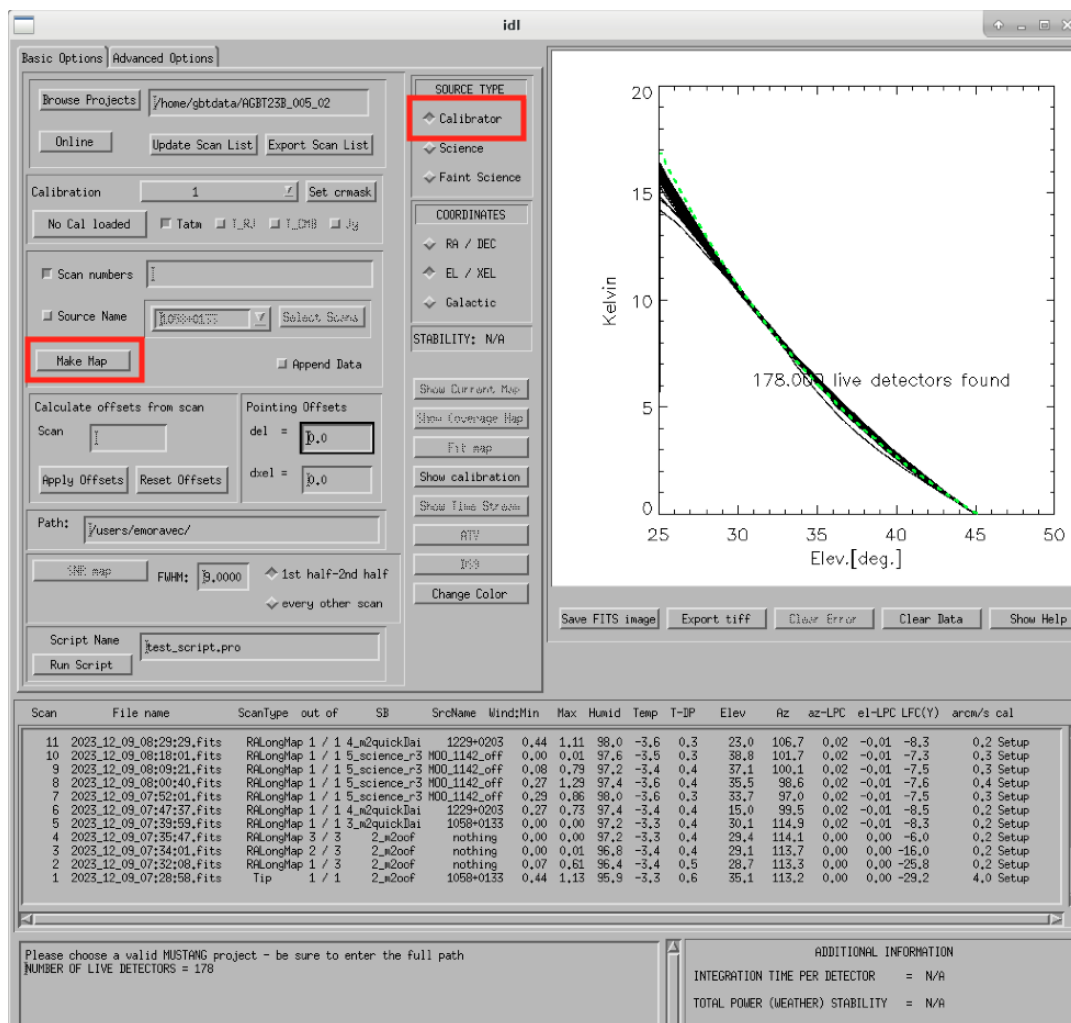 idl
Basic Options Advanced Options
Browse Projects /home/gbtdata/AGBT23B_005_02
Online Update Scan List Export Scan List
Calibration 1 Set crmask
No Cal loaded Tatm T_RJ T_CMB Jy
Scan numbers
Source Name 1058+0133 Select Scans
Make Map Append Data
Calculate offsets from scan
Scan
Apply Offsets Reset Offsets
Pointing Offsets
del = 0.0
dxel = 0.0
Path: /users/emoravec/
SNR map FWHM: 9.0000 1st half-2nd half
every other scan
Script Name test_script.pro
Run Script
SOURCE TYPE
Calibrator
Science
Faint Science
COORDINATES
RA / DEC
EL / XEL
Galactic
STABILITY: N/A
Show Current Map
Show Coverage Map
Fit map
Show calibration
Show Time Stream
ATV
DS9
Change Color
20
15
10
5
0
Kelvin
178.000 live detectors found
25 30 35 40 45 50
Elev.[deg.]
Save FITS image Export tiff Clear Error Clear Data Show Help
Scan File name ScanType out of SB SrcName Wind:Min Max Humid Temp T-DP Elev Az az-LPC el-LPC LFC(Y) arcm/s cal
11 2023_12_09_08:29:29.fits RALongMap 1 / 1 4_m2quickDai 1229+0203 0.44 1.11 98.0 -3.6 0.3 23.0 106.7 0.02 -0.01 -8.3 0.2 Setup
10 2023_12_09_08:18:01.fits RALongMap 1 / 1 5_science_r3 MOO_1142_off 0.00 0.01 97.6 -3.5 0.3 38.8 101.7 0.02 -0.01 -7.3 0.3 Setup
9 2023_12_09_08:09:21.fits RALongMap 1 / 1 5_science_r3 MOO_1142_off 0.08 0.79 97.2 -3.4 0.4 37.1 100.1 0.02 -0.01 -7.5 0.3 Setup
8 2023_12_09_08:00:40.fits RALongMap 1 / 1 5_science_r3 MOO_1142_off 0.27 1.29 97.4 -3.6 0.4 35.5 98.6 0.02 -0.01 -7.6 0.4 Setup
7 2023_12_09_07:52:01.fits RALongMap 1 / 1 5_science_r3 MOO_1142_off 0.29 0.86 98.0 -3.6 0.3 33.7 97.0 0.02 -0.01 -7.5 0.3 Setup
6 2023_12_09_07:47:37.fits RALongMap 1 / 1 4_m2quickDai 1229+0203 0.27 0.73 97.4 -3.4 0.4 15.0 99.5 0.02 -0.01 -8.5 0.2 Setup
5 2023_12_09_07:39:59.fits RALongMap 1 / 1 3_m2quickDai 1058+0133 0.00 0.00 97.2 -3.3 0.4 30.1 114.9 0.02 -0.01 -8.3 0.2 Setup
4 2023_12_09_07:35:47.fits RALongMap 3 / 3 2_m2oof nothing 0.00 0.00 97.2 -3.3 0.4 29.4 114.1 0.00 0.00 -6.0 0.2 Setup
3 2023_12_09_07:34:01.fits RALongMap 2 / 3 2_m2oof nothing 0.00 0.01 96.8 -3.4 0.4 29.1 113.7 0.00 0.00 -16.0 0.2 Setup
2 2023_12_09_07:32:08.fits RALongMap 1 / 3 2_m2oof nothing 0.07 0.61 96.4 -3.4 0.5 28.7 113.3 0.00 0.00 -25.8 0.2 Setup
1 2023_12_09_07:28:58.fits Tip 1 / 1 2_m2oof 1058+0133 0.44 1.13 95.9 -3.3 0.6 35.1 113.2 0.00 0.00 -29.2 4.0 Setup
Please choose a valid MUSTANG project - be sure to enter the full path
NUMBER OF LIVE DETECTORS = 178
ADDITIONAL INFORMATION
INTEGRATION TIME PER DETECTOR = N/A
TOTAL POWER (WEATHER) STABILITY = N/A